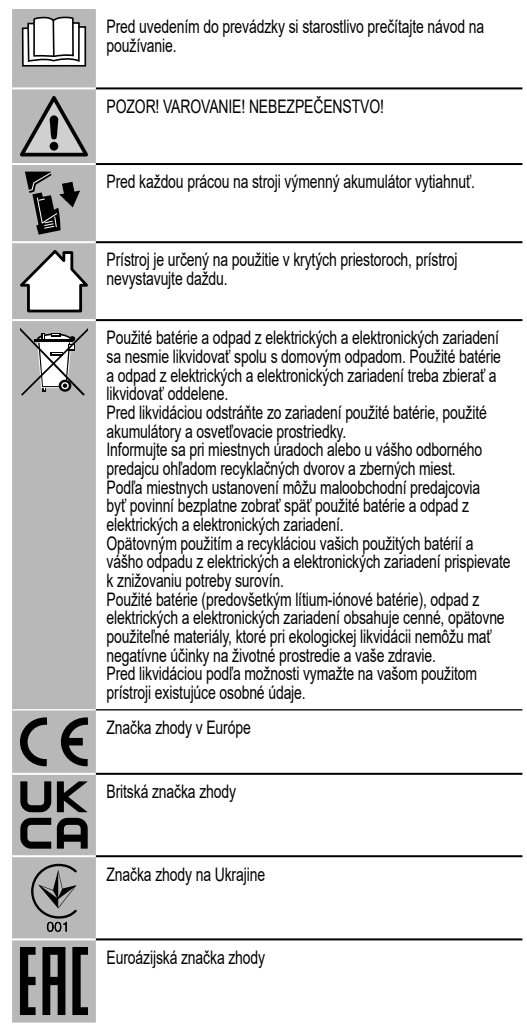 Pred uvedením do prevádzky si starostlivo prečítajte návod na
používanie.
POZOR! VAROVANIE! NEBEZPEČENSTVO!
Pred každou prácou na stroji výmenný akumulátor vytiahnuť.
Prístroj je určený na použitie v krytých priestoroch, prístroj
nevystavujte daždu.
Použité batérie a odpad z elektrických a elektronických zariadení
sa nesmie likvidovať spolu s domovým odpadom. Použité batérie
a odpad z elektrických a elektronických zariadení treba zbierať a
likvidovať oddelene.
Pred likvidáciou odstráňte zo zariadení použité batérie, použité
akumulátory a osvetľovacie prostriedky.
Informujte sa pri miestnych úradoch alebo u vášho odborného
predajcu ohľadom recyklačných dvorov a zberných miest.
Podľa miestnych ustanovení môžu maloobchodní predajcovia
byť povinní bezplatne zobrať späť použité batérie a odpad z
elektrických a elektronických zariadení.
Opätovným použitím a recykláciou vašich použitých batérií a
vášho odpadu z elektrických a elektronických zariadení prispievate
k znižovaniu potreby surovín.
Použité batérie (predovšetkým lítium-iónové batérie), odpad z
elektrických a elektronických zariadení obsahuje cenné, opätovne
použiteľné materiály, ktoré pri ekologickej likvidácii nemôžu mať
negatívne účinky na životné prostredie a vaše zdravie.
Pred likvidáciou podľa možnosti vymažte na vašom použitom
prístroji existujúce osobné údaje.
CE
Značka zhody v Európe
UK
CA
Britská značka zhody
Značka zhody na Ukrajine
001
EAC
Euroázijská značka zhody